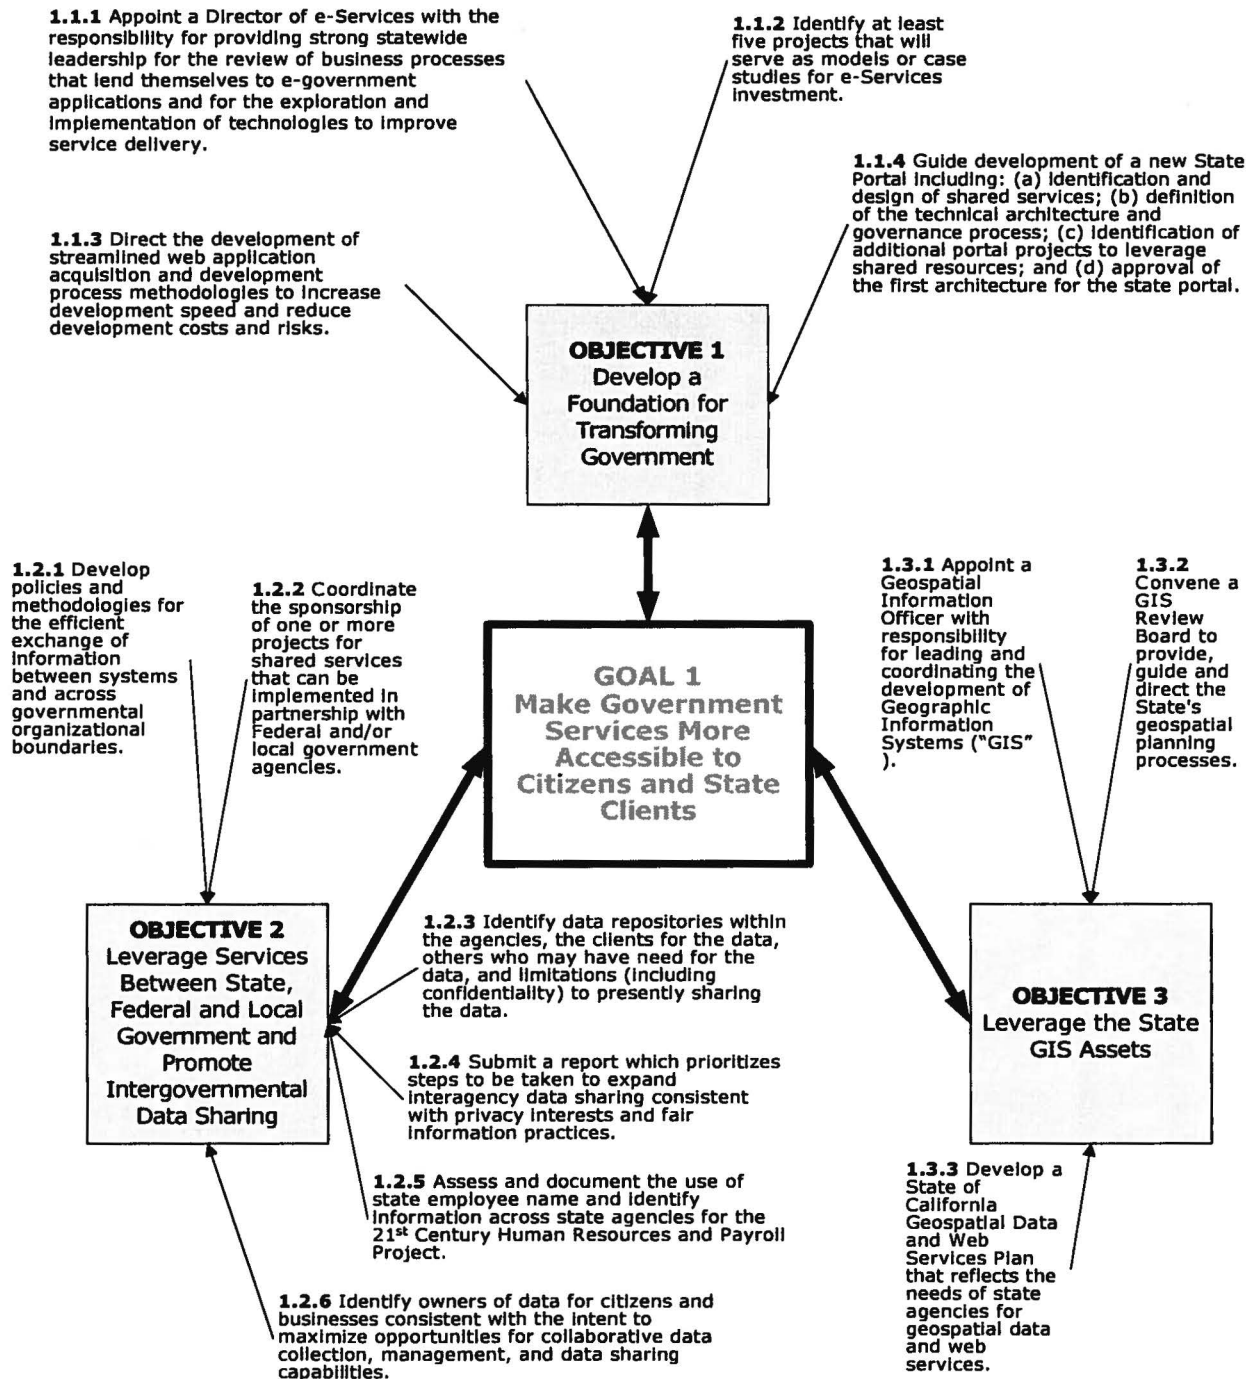 1.1.1 Appoint a Director of e-Services with the
responsibility for providing strong statewide
leadership for the review of business processes
that lend themselves to e-government
applications and for the exploration and
implementation of technologies to improve
service delivery.
1.1.2 Identify at least
five projects that will
serve as models or case
studies for e-Services
investment.
1.1.3 Direct the development of
streamlined web application
acquisition and development
process methodologies to increase
development speed and reduce
development costs and risks.
1.1.4 Guide development of a new State
Portal including: (a) identification and
design of shared services; (b) definition
of the technical architecture and
governance process; (c) identification of
additional portal projects to leverage
shared resources; and (d) approval of
the first architecture for the state portal.
OBJECTIVE 1
Develop a
Foundation for
Transforming
Government
1.2.1 Develop
policies and
methodologies for
the efficient
exchange of
information
between systems
and across
governmental
organizational
boundaries.
1.2.2 Coordinate
the sponsorship
of one or more
projects for
shared services
that can be
implemented in
partnership with
Federal and/or
local government
agencies.
GOAL 1
Make Government
Services More
Accessible to
Citizens and State
Clients
1.3.1 Appoint a
Geospatial
Information
Officer with
responsibility
for leading and
coordinating the
development of
Geographic
Information
Systems ("GIS"
).
1.3.2
Convene a
GIS
Review
Board to
provide,
guide and
direct the
State's
geospatial
planning
processes.
OBJECTIVE 2
Leverage Services
Between State,
Federal and Local
Government and
Promote
Intergovernmental
Data Sharing
1.2.3 Identify data repositories within
the agencies, the clients for the data,
others who may have need for the
data, and limitations (including
confidentiality) to presently sharing
the data.
1.2.4 Submit a report which prioritizes
steps to be taken to expand
interagency data sharing consistent
with privacy interests and fair
information practices.
1.2.5 Assess and document the use of
state employee name and identify
information across state agencies for the
21st Century Human Resources and Payroll
Project.
1.2.6 Identify owners of data for citizens and
businesses consistent with the intent to
maximize opportunities for collaborative data
collection, management, and data sharing
capabilities.
OBJECTIVE 3
Leverage the State
GIS Assets
1.3.3 Develop a
State of
California
Geospatial Data
and Web
Services Plan
that reflects the
needs of state
agencies for
geospatial data
and web
services.